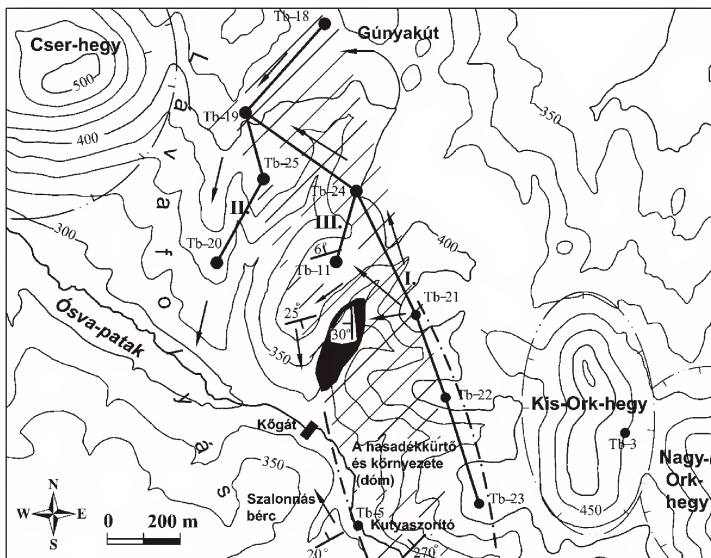 Tb–18
Gúnyakút
Cser-hegy
500
400
350
Tb–19
Tb–25
Lávafolyás
II.
Tb–24
III.
300
400
Tb–20
6°
Tb–11
I.
Tb–21
Ósva-patak
25°
30°
350
Tb–22
Kis-Ork-hegy
Kőgát
Tb–3
A hasadékkürtő
és környezete
(dóm)
Nagy-
Ork-
hegy
350
Szalonnás
bérc
Tb–23
450
N
W
E
S
0
200 m
Tb–5
Kutyaszorító
20°
270°